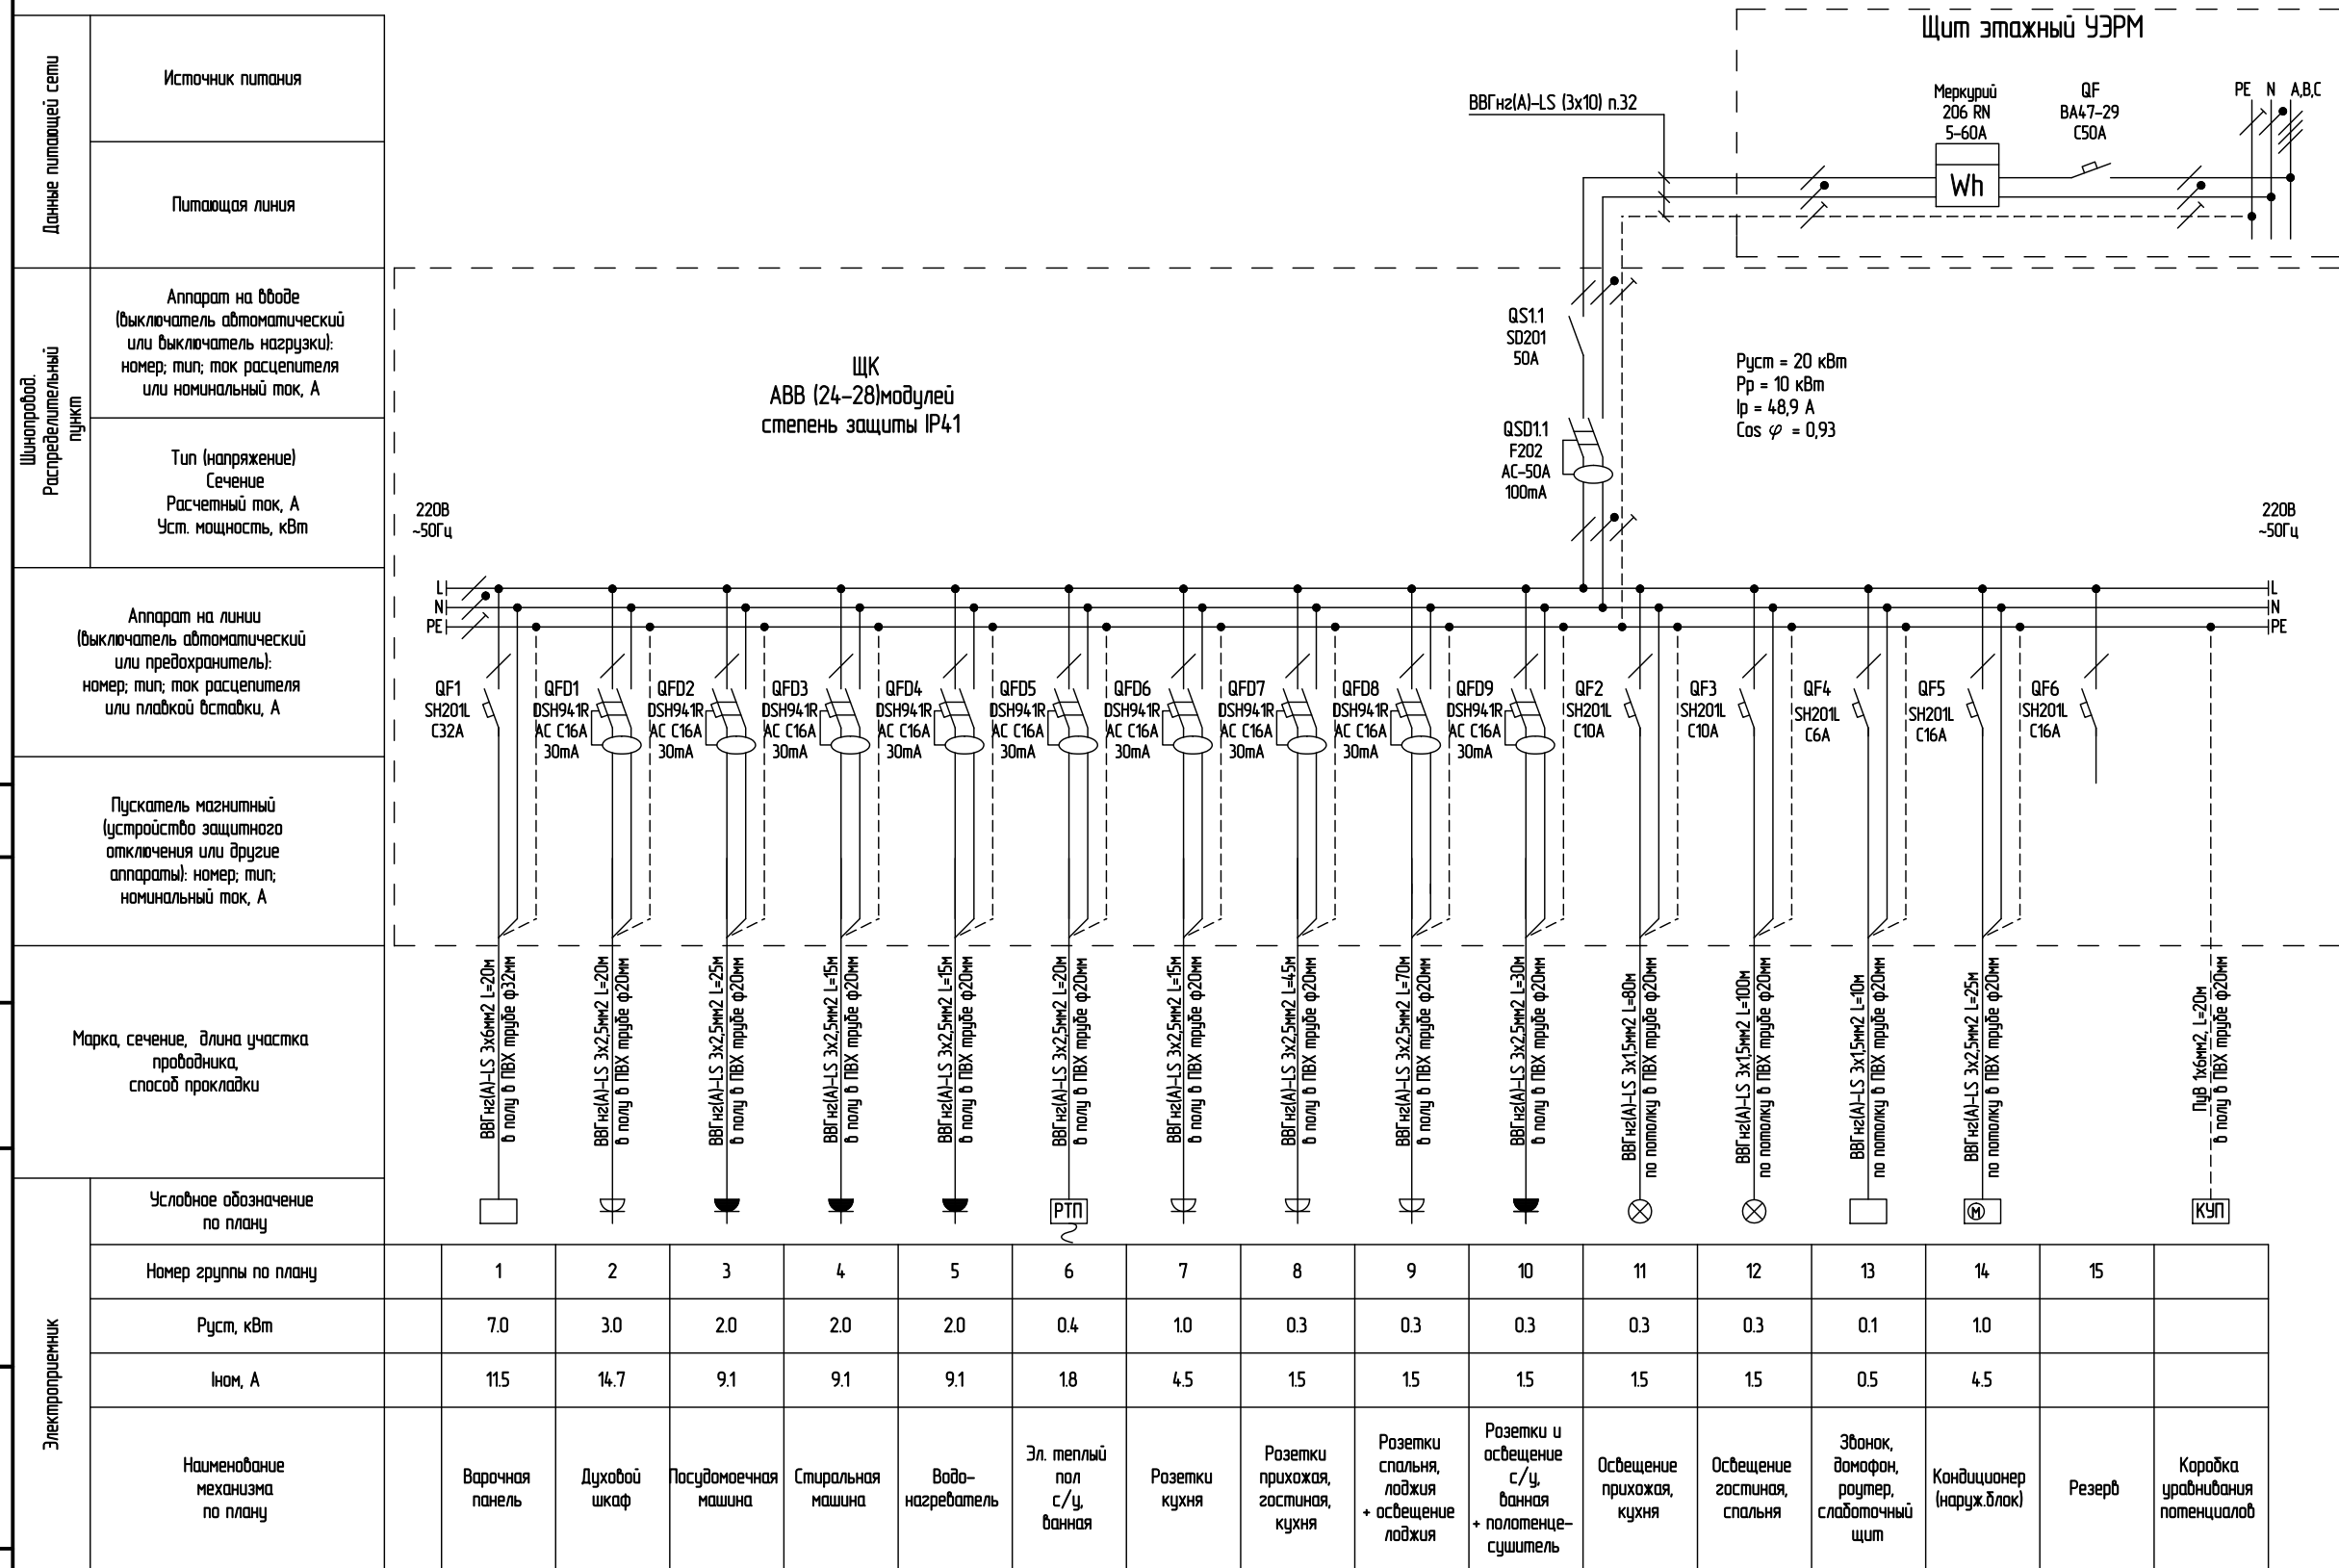 Щит этажный УЭРМ
Данные питающей сети
Источник питания
Питающая линия
ВВГнг(А)-LS (3х10) п.32
Меркурий
206 RN
5-60А
Wh
QF
ВА47-29
С50А
PE N A,B,C
Шинопровод.
Распределительный
пункт
Аппарат на вводе
(выключатель автоматический
или выключатель нагрузки):
номер; тип; ток расцепителя
или номинальный ток, А
Тип (напряжение)
Сечение
Расчетный ток, А
Уст. мощность, кВт
ЩК
АВВ (24-28)модулей
степень защиты IP41
QS1.1
SD201
50А
QSD1.1
F202
АС-50А
100mA
Руст = 20 кВт
Рр = 10 кВт
Iр = 48,9 А
Cos φ = 0,93
220В
~50Гц
220В
~50Гц
L
N
PE
L
N
PE
Аппарат на линии
(выключатель автоматический
или предохранитель):
номер; тип; ток расцепителя
или плавкой вставки, А
QF1
SH201L
C32A
QFD1
DSH941R
AC C16A
30mA
QFD2
DSH941R
AC C16A
30mA
QFD3
DSH941R
AC C16A
30mA
QFD4
DSH941R
AC C16A
30mA
QFD5
DSH941R
AC C16A
30mA
QFD6
DSH941R
AC C16A
30mA
QFD7
DSH941R
AC C16A
30mA
QFD8
DSH941R
AC C16A
30mA
QFD9
DSH941R
AC C16A
30mA
QF2
SH201L
C10A
QF3
SH201L
C10A
QF4
SH201L
C6A
QF5
SH201L
C16A
QF6
SH201L
C16A
Пускатель магнитный
(устройство защитного
отключения или другие
аппараты): номер; тип;
номинальный ток, А
Марка, сечение, длина участка
проводника,
способ прокладки
ВВГнг(А)-LS 3х6мм2 L=20м
в полу в ПВХ трубе ф32мм
ВВГнг(А)-LS 3х2,5мм2 L=20м
в полу в ПВХ трубе ф20мм
ВВГнг(А)-LS 3х2,5мм2 L=25м
в полу в ПВХ трубе ф20мм
ВВГнг(А)-LS 3х2,5мм2 L=15м
в полу в ПВХ трубе ф20мм
ВВГнг(А)-LS 3х2,5мм2 L=15м
в полу в ПВХ трубе ф20мм
ВВГнг(А)-LS 3х2,5мм2 L=20м
в полу в ПВХ трубе ф20мм
ВВГнг(А)-LS 3х2,5мм2 L=15м
в полу в ПВХ трубе ф20мм
ВВГнг(А)-LS 3х2,5мм2 L=45м
в полу в ПВХ трубе ф20мм
ВВГнг(А)-LS 3х2,5мм2 L=70м
в полу в ПВХ трубе ф20мм
ВВГнг(А)-LS 3х2,5мм2 L=30м
в полу в ПВХ трубе ф20мм
ВВГнг(А)-LS 3х1,5мм2 L=80м
по потолку в ПВХ трубе ф20мм
ВВГнг(А)-LS 3х1,5мм2 L=100м
по потолку в ПВХ трубе ф20мм
ВВГнг(А)-LS 3х1,5мм2 L=10м
по потолку в ПВХ трубе ф20мм
ВВГнг(А)-LS 3х2,5мм2 L=25м
по потолку в ПВХ трубе ф20мм
ПуВ 1х6мм2, L=20м
в полу в ПВХ трубе ф20мм
Электроприемник
Условное обозначение
по плану
РТП
М
КУП
Номер группы по плану
1 2 3 4 5 6 7 8 9 10 11 12 13 14 15
Руст, кВт
7.0 3.0 2.0 2.0 2.0 0.4 1.0 0.3 0.3 0.3 0.3 0.3 0.1 1.0
Iном, А
11.5 14.7 9.1 9.1 9.1 1.8 4.5 1.5 1.5 1.5 1.5 1.5 0.5 4.5
Наименование
механизма
по плану
Варочная
панель
Духовой
шкаф
Посудомоечная
машина
Стиральная
машина
Водо-
нагреватель
Эл. теплый
пол
с/у,
ванная
Розетки
кухня
Розетки
прихожая,
гостиная,
кухня
Розетки
спальня,
лоджия
+ освещение
лоджия
Розетки и
освещение
с/у,
ванная
+ полотенце-
сушитель
Освещение
прихожая,
кухня
Освещение
гостиная,
спальня
Звонок,
домофон,
роутер,
слаботочный
щит
Кондиционер
(наруж.блок)
Резерв
Коробка
уравнивания
потенциалов